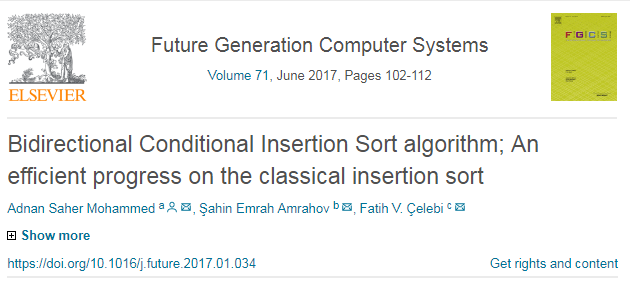 ELSEVIER
Future Generation Computer Systems
Volume 71, June 2017, Pages 102-112
FGCS
Bidirectional Conditional Insertion Sort algorithm; An
efficient progress on the classical insertion sort
Adnan Saher Mohammed a, Şahin Emrah Amrahov b, Fatih V. Çelebi c
Show more
https://doi.org/10.1016/j.future.2017.01.034
Get rights and content